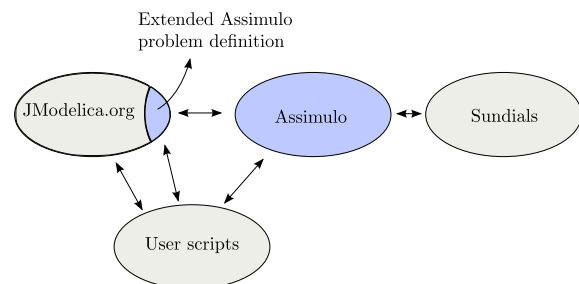 Extended Assimulo
problem definition
JModelica.org
Assimulo
Sundials
User scripts